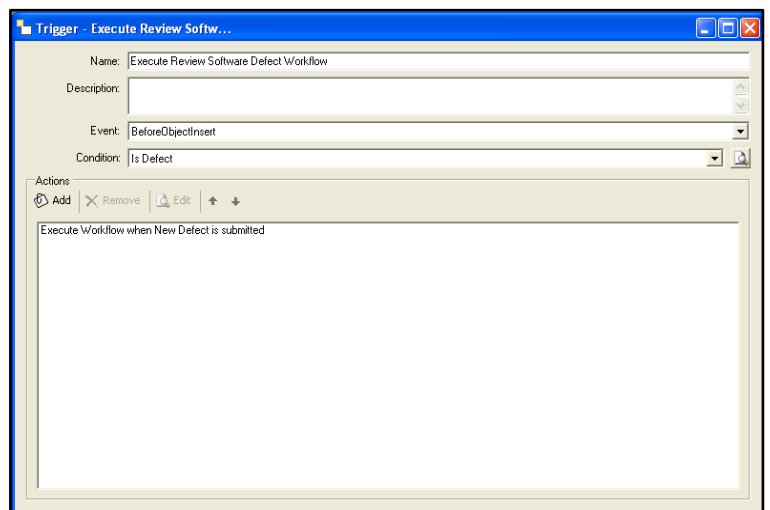 Trigger - Execute Review Softw...
Name: Execute Review Software Defect Workflow
Description:
Event: BeforeObjectInsert
Condition: Is Defect
Actions
Add Remove Edit
Execute Workflow when New Defect is submitted